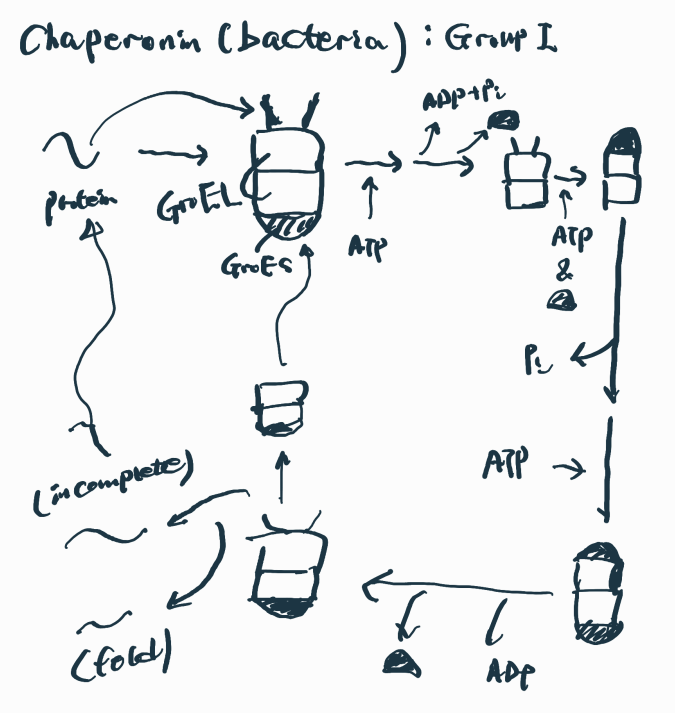 Chaperonin (bacteria) : Group I
ADP+Pi
protein
GroEL
GroES
ATP
ATP
&
Pi
ATP
(incomplete)
(fold)
ADP